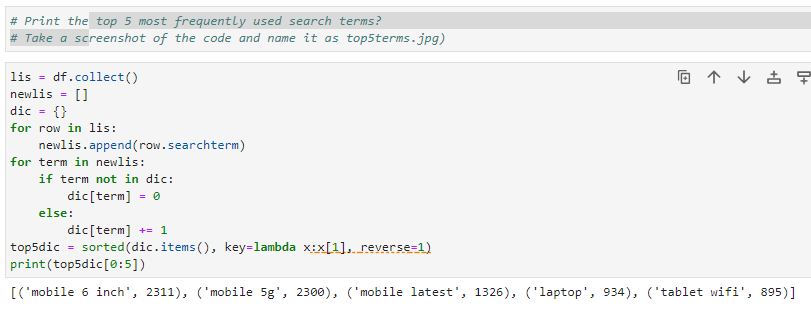 # Print the top 5 most frequently used search terms?
# Take a screenshot of the code and name it as top5terms.jpg)
lis = df.collect()
newlis = []
dic = {}
for row in lis:
    newlis.append(row.searchterm)
for term in newlis:
    if term not in dic:
        dic[term] = 0
    else:
        dic[term] += 1
top5dic = sorted(dic.items(), key=lambda x:x[1], reverse=1)
print(top5dic[0:5])
[('mobile 6 inch', 2311), ('mobile 5g', 2300), ('mobile latest', 1326), ('laptop', 934), ('tablet wifi', 895)]